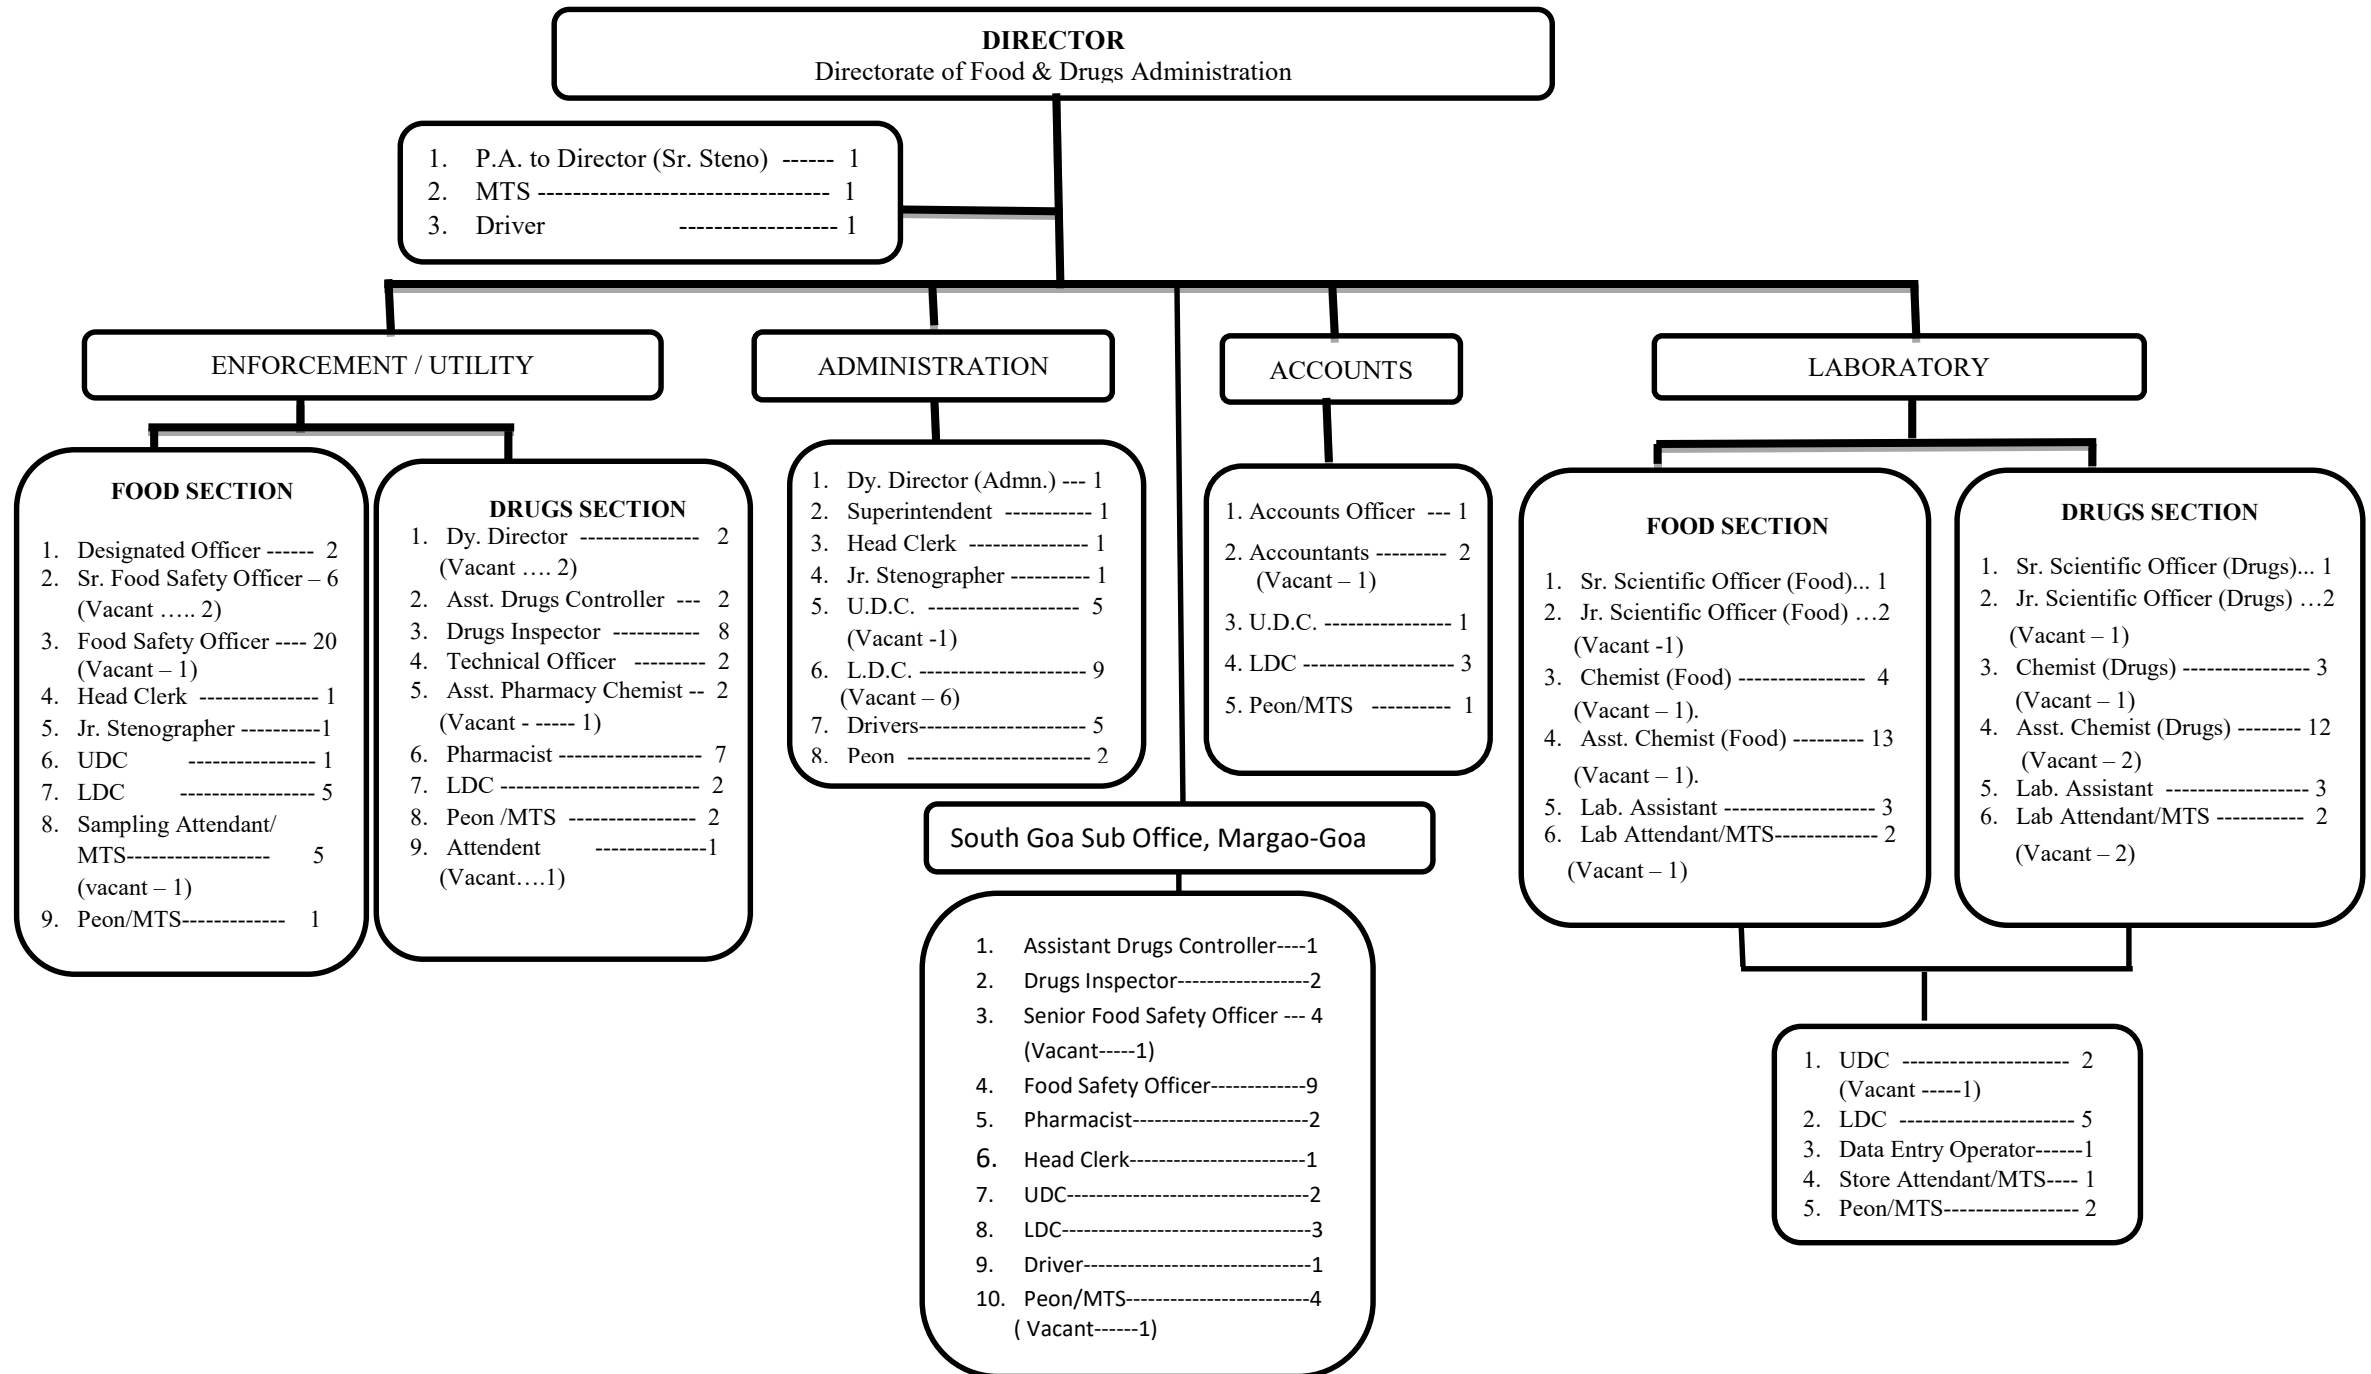 DIRECTOR
Directorate of Food & Drugs Administration
1. P.A. to Director (Sr. Steno) ------ 1
2. MTS --------------------------------- 1
3. Driver ------------------ 1
ENFORCEMENT / UTILITY
FOOD SECTION
1. Designated Officer ------ 2
2. Sr. Food Safety Officer – 6
(Vacant ….. 2)
3. Food Safety Officer ---- 20
(Vacant – 1)
4. Head Clerk --------------- 1
5. Jr. Stenographer ----------1
6. UDC ---------------- 1
7. LDC ----------------- 5
8. Sampling Attendant/
MTS------------------ 5
(vacant – 1)
9. Peon/MTS------------- 1
DRUGS SECTION
1. Dy. Director --------------- 2
(Vacant …. 2)
2. Asst. Drugs Controller --- 2
3. Drugs Inspector ----------- 8
4. Technical Officer --------- 2
5. Asst. Pharmacy Chemist -- 2
(Vacant - ----- 1)
6. Pharmacist ------------------ 7
7. LDC ------------------------- 2
8. Peon /MTS ---------------- 2
9. Attendent --------------1
(Vacant….1)
ADMINISTRATION
1. Dy. Director (Admn.) --- 1
2. Superintendent ----------- 1
3. Head Clerk --------------- 1
4. Jr. Stenographer ---------- 1
5. U.D.C. ------------------- 5
(Vacant -1)
6. L.D.C. --------------------- 9
(Vacant – 6)
7. Drivers--------------------- 5
8. Peon ----------------------- 2
ACCOUNTS
1. Accounts Officer --- 1
2. Accountants --------- 2
(Vacant – 1)
3. U.D.C. ---------------- 1
4. LDC ------------------- 3
5. Peon/MTS ---------- 1
South Goa Sub Office, Margao-Goa
1. Assistant Drugs Controller----1
2. Drugs Inspector------------------2
3. Senior Food Safety Officer --- 4
(Vacant-----1)
4. Food Safety Officer-------------9
5. Pharmacist------------------------2
6. Head Clerk------------------------1
7. UDC---------------------------------2
8. LDC----------------------------------3
9. Driver-------------------------------1
10. Peon/MTS-------------------------4
( Vacant------1)
LABORATORY
FOOD SECTION
1. Sr. Scientific Officer (Food)... 1
2. Jr. Scientific Officer (Food) …2
(Vacant -1)
3. Chemist (Food) ---------------- 4
(Vacant – 1).
4. Asst. Chemist (Food) --------- 13
(Vacant – 1).
5. Lab. Assistant ------------------- 3
6. Lab Attendant/MTS------------- 2
(Vacant – 1)
DRUGS SECTION
1. Sr. Scientific Officer (Drugs)... 1
2. Jr. Scientific Officer (Drugs) …2
(Vacant – 1)
3. Chemist (Drugs) ---------------- 3
(Vacant – 1)
4. Asst. Chemist (Drugs) -------- 12
(Vacant – 2)
5. Lab. Assistant ------------------ 3
6. Lab Attendant/MTS ----------- 2
(Vacant – 2)
1. UDC --------------------- 2
(Vacant -----1)
2. LDC ---------------------- 5
3. Data Entry Operator------1
4. Store Attendant/MTS---- 1
5. Peon/MTS----------------- 2